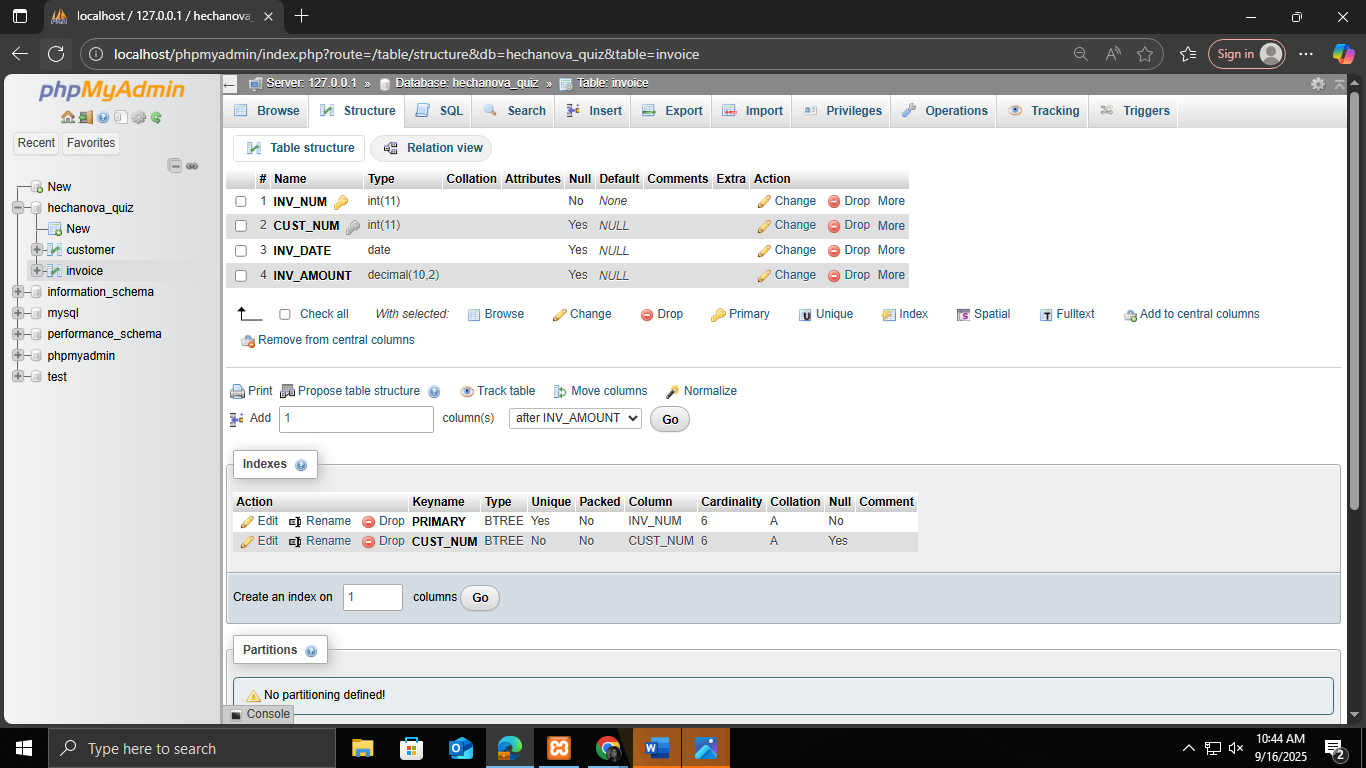 localhost / 127.0.0.1 / hechanova_
localhost/phpmyadmin/index.php?route=/table/structure&db=hechanova_quiz&table=invoice
Sign in
phpMyAdmin
Recent Favorites
New
hechanova_quiz
New
customer
invoice
information_schema
mysql
performance_schema
phpmyadmin
test
Server: 127.0.0.1 » Database: hechanova_quiz » Table: invoice
Browse Structure SQL Search Insert Export Import Privileges Operations Tracking Triggers
Table structure Relation view
# Name Type Collation Attributes Null Default Comments Extra Action
1 INV_NUM int(11) No None Change Drop More
2 CUST_NUM int(11) Yes NULL Change Drop More
3 INV_DATE date Yes NULL Change Drop More
4 INV_AMOUNT decimal(10,2) Yes NULL Change Drop More
Check all With selected: Browse Change Drop Primary Unique Index Spatial Fulltext Add to central columns
Remove from central columns
Print Propose table structure Track table Move columns Normalize
Add 1 column(s) after INV_AMOUNT Go
Indexes
Action Keyname Type Unique Packed Column Cardinality Collation Null Comment
Edit Rename Drop PRIMARY BTREE Yes No INV_NUM 6 A No
Edit Rename Drop CUST_NUM BTREE No No CUST_NUM 6 A Yes
Create an index on 1 columns Go
Partitions
No partitioning defined!
Console
Type here to search
10:44 AM
9/16/2025
2